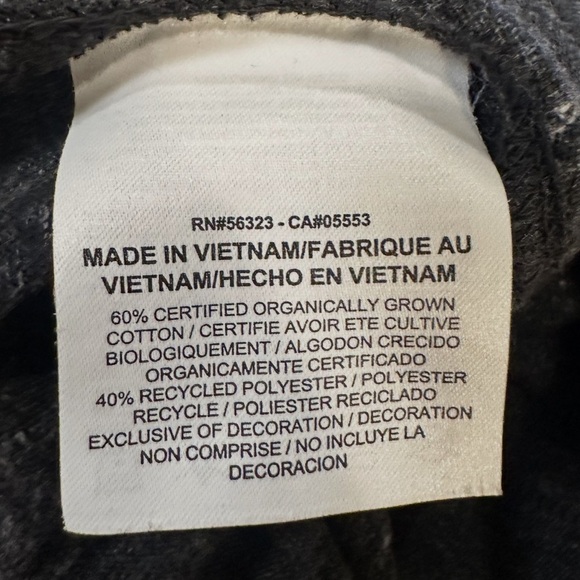 RN#56323 - CA#05553
MADE IN VIETNAM/FABRIQUE AU
VIETNAM/HECHO EN VIETNAM
60% CERTIFIED ORGANICALLY GROWN
COTTON / CERTIFIE AVOIR ETE CULTIVE
BIOLOGIQUEMENT / ALGODON CRECIDO
ORGANICAMENTE CERTIFICADO
40% RECYCLED POLYESTER / POLYESTER
RECYCLE / POLIESTER RECICLADO
EXCLUSIVE OF DECORATION / DECORATION
NON COMPRISE / NO INCLUYE LA
DECORACION